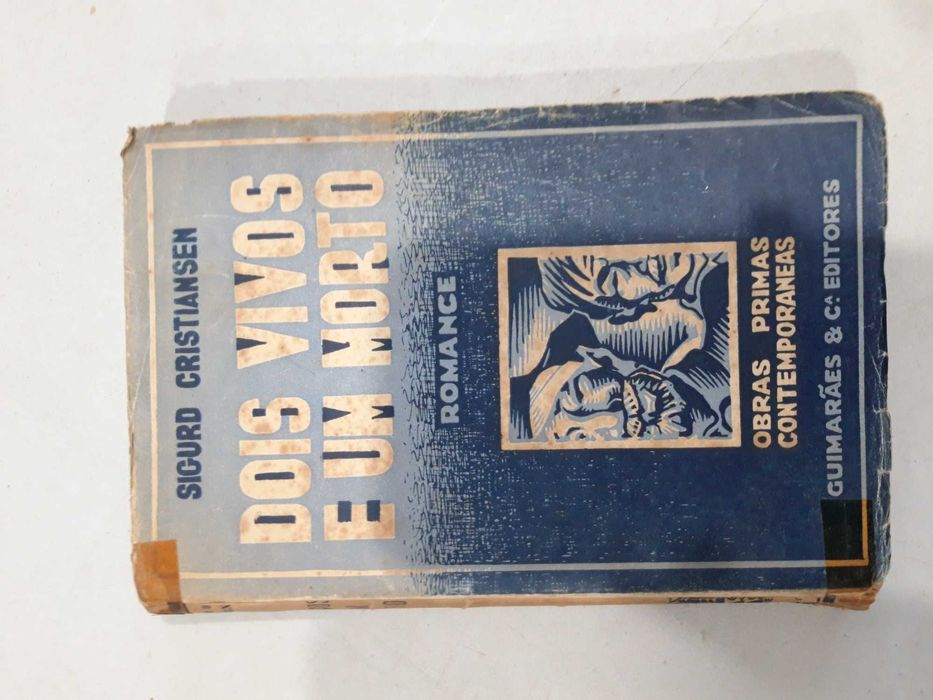 SIGURD CRISTIANSEN
DOIS VIVOS
E UM MORTO
ROMANCE
OBRAS PRIMAS
CONTEMPORANEAS
GUIMARÃES & Cᴬ. EDITORES